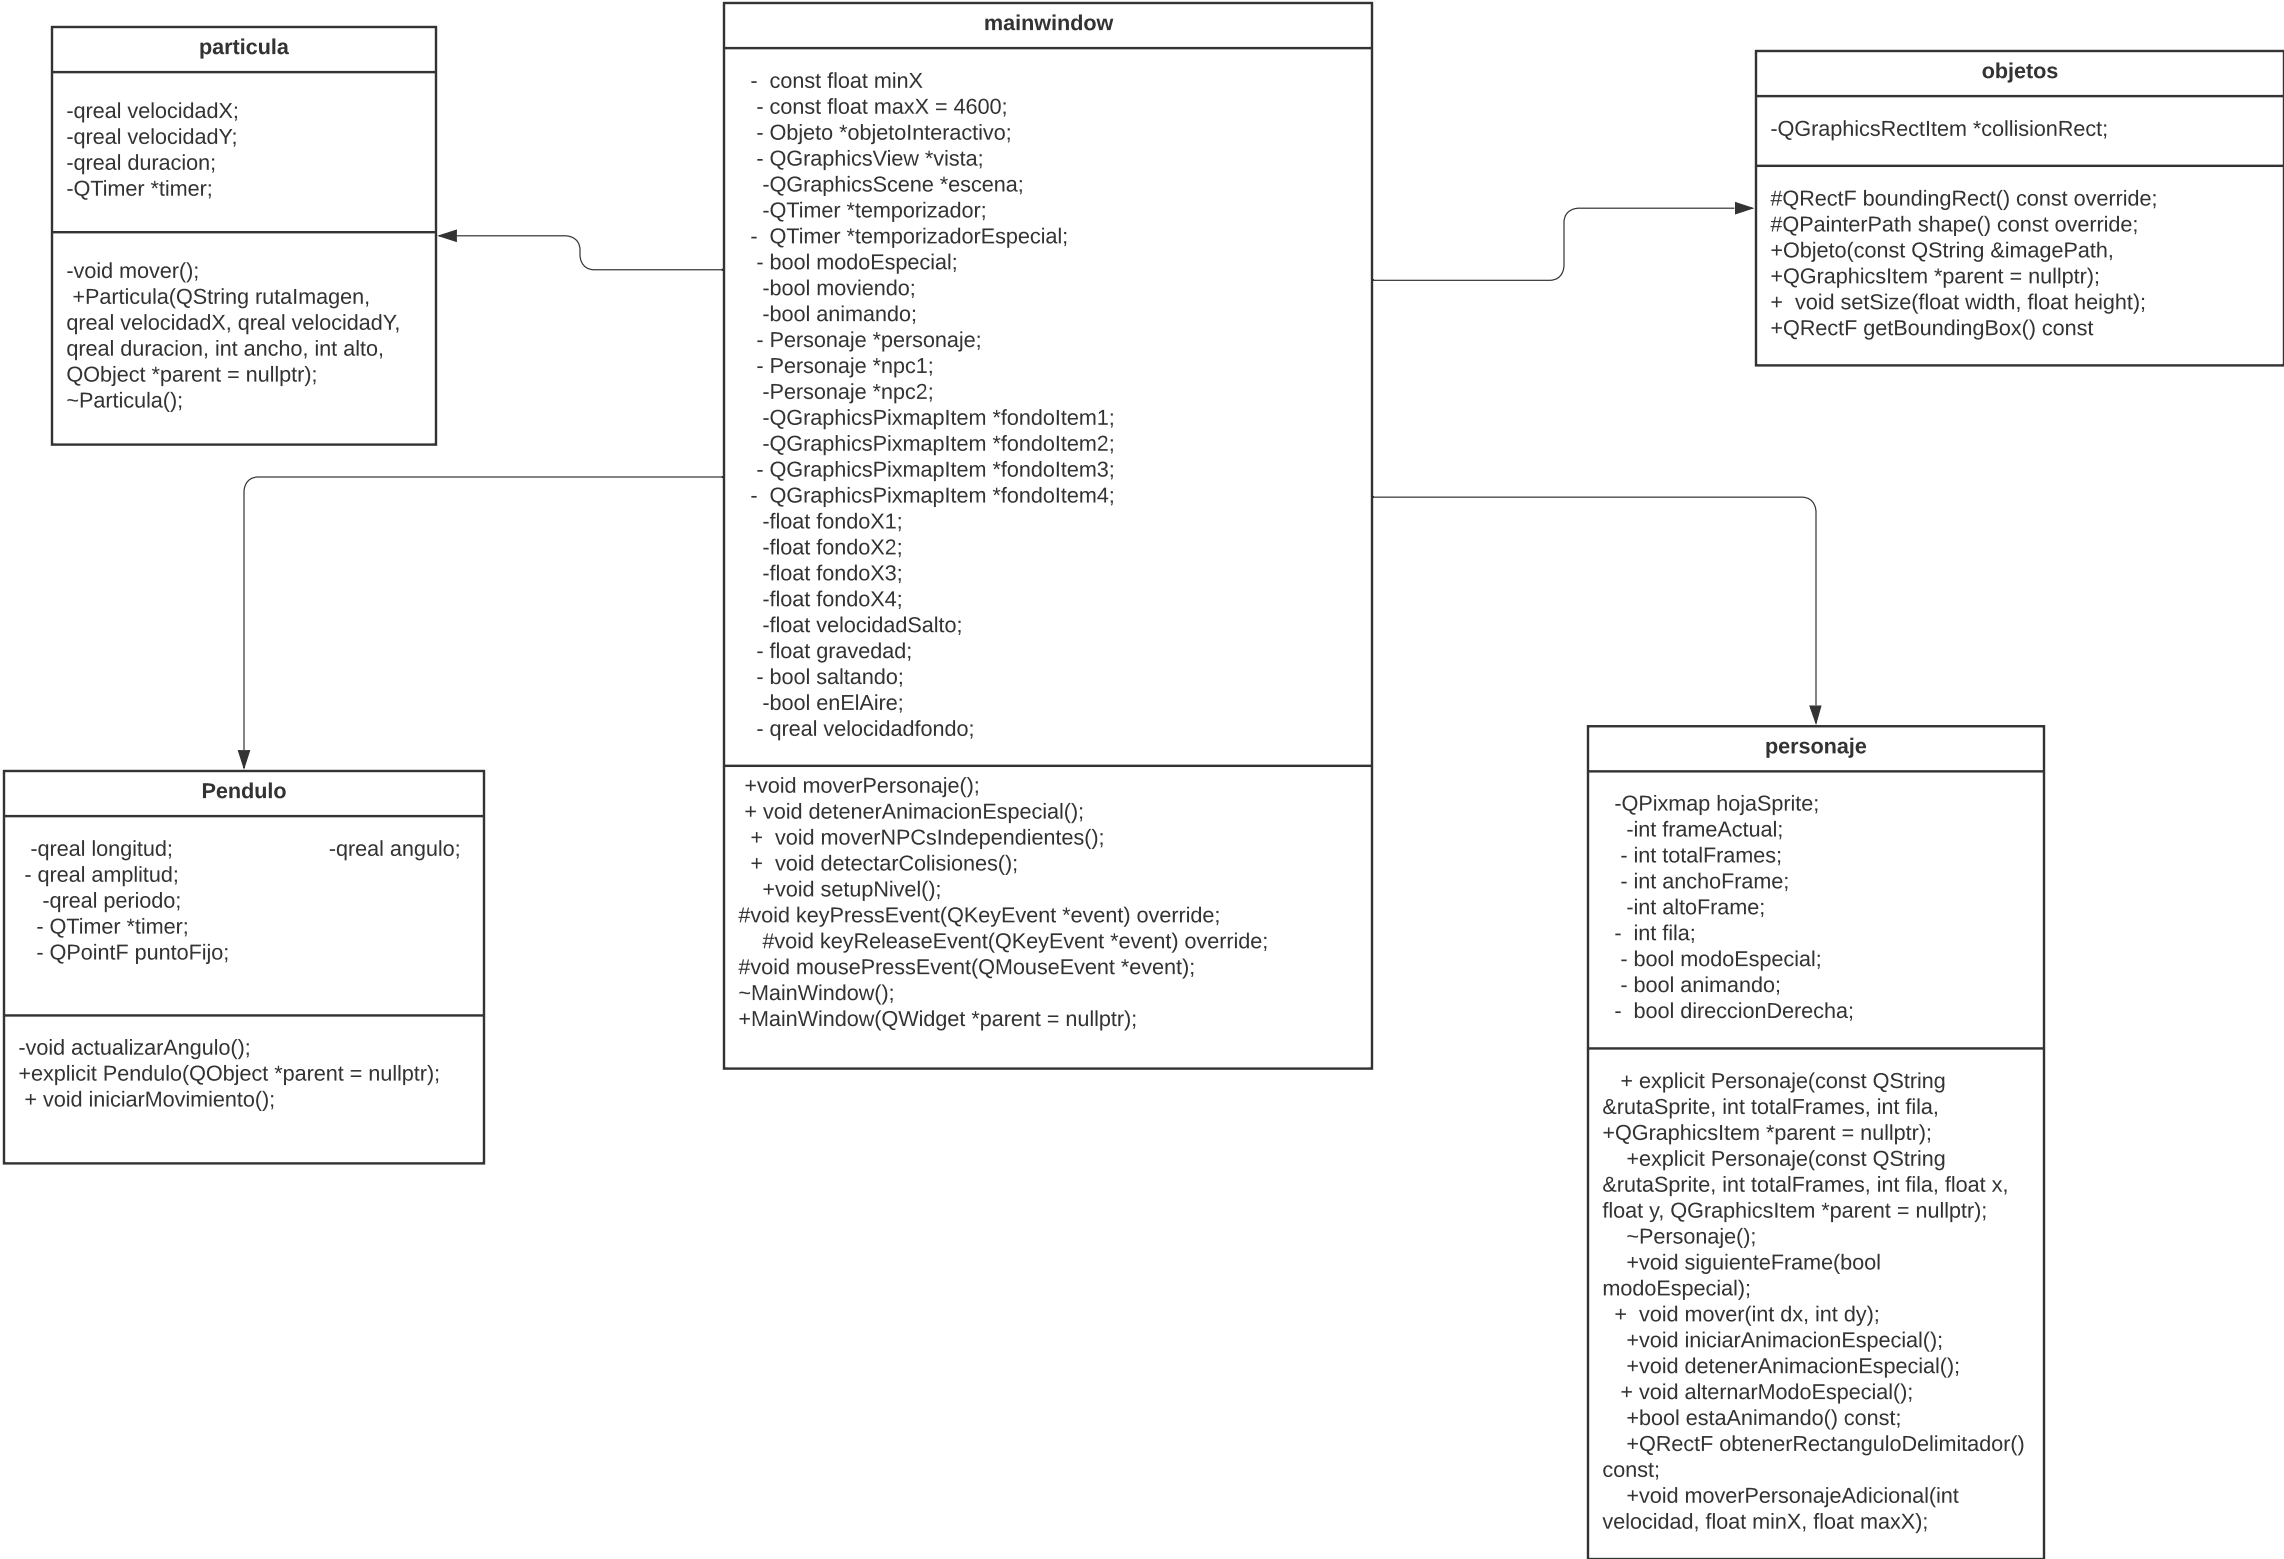 particula
-qreal velocidadX;
-qreal velocidadY;
-qreal duracion;
-QTimer *timer;
-void mover();
+Particula(QString rutaImagen,
qreal velocidadX, qreal velocidadY,
qreal duracion, int ancho, int alto,
QObject *parent = nullptr);
~Particula();
mainwindow
-  const float minX
- const float maxX = 4600;
- Objeto *objetoInteractivo;
- QGraphicsView *vista;
-QGraphicsScene *escena;
-QTimer *temporizador;
-  QTimer *temporizadorEspecial;
- bool modoEspecial;
-bool moviendo;
-bool animando;
- Personaje *personaje;
- Personaje *npc1;
-Personaje *npc2;
-QGraphicsPixmapItem *fondoItem1;
-QGraphicsPixmapItem *fondoItem2;
- QGraphicsPixmapItem *fondoItem3;
-  QGraphicsPixmapItem *fondoItem4;
-float fondoX1;
-float fondoX2;
-float fondoX3;
-float fondoX4;
-float velocidadSalto;
- float gravedad;
- bool saltando;
-bool enElAire;
- qreal velocidadfondo;
+void moverPersonaje();
+ void detenerAnimacionEspecial();
+  void moverNPCsIndependientes();
+  void detectarColisiones();
+void setupNivel();
#void keyPressEvent(QKeyEvent *event) override;
#void keyReleaseEvent(QKeyEvent *event) override;
#void mousePressEvent(QMouseEvent *event);
~MainWindow();
+MainWindow(QWidget *parent = nullptr);
objetos
-QGraphicsRectItem *collisionRect;
#QRectF boundingRect() const override;
#QPainterPath shape() const override;
+Objeto(const QString &imagePath,
+QGraphicsItem *parent = nullptr);
+  void setSize(float width, float height);
+QRectF getBoundingBox() const
Pendulo
-qreal longitud; -qreal angulo;
- qreal amplitud;
-qreal periodo;
- QTimer *timer;
- QPointF puntoFijo;
-void actualizarAngulo();
+explicit Pendulo(QObject *parent = nullptr);
+ void iniciarMovimiento();
personaje
-QPixmap hojaSprite;
-int frameActual;
- int totalFrames;
- int anchoFrame;
-int altoFrame;
-  int fila;
- bool modoEspecial;
- bool animando;
-  bool direccionDerecha;
+ explicit Personaje(const QString
&rutaSprite, int totalFrames, int fila,
+QGraphicsItem *parent = nullptr);
+explicit Personaje(const QString
&rutaSprite, int totalFrames, int fila, float x,
float y, QGraphicsItem *parent = nullptr);
~Personaje();
+void siguienteFrame(bool
modoEspecial);
+  void mover(int dx, int dy);
+void iniciarAnimacionEspecial();
+void detenerAnimacionEspecial();
+ void alternarModoEspecial();
+bool estaAnimando() const;
+QRectF obtenerRectanguloDelimitador()
const;
+void moverPersonajeAdicional(int
velocidad, float minX, float maxX);